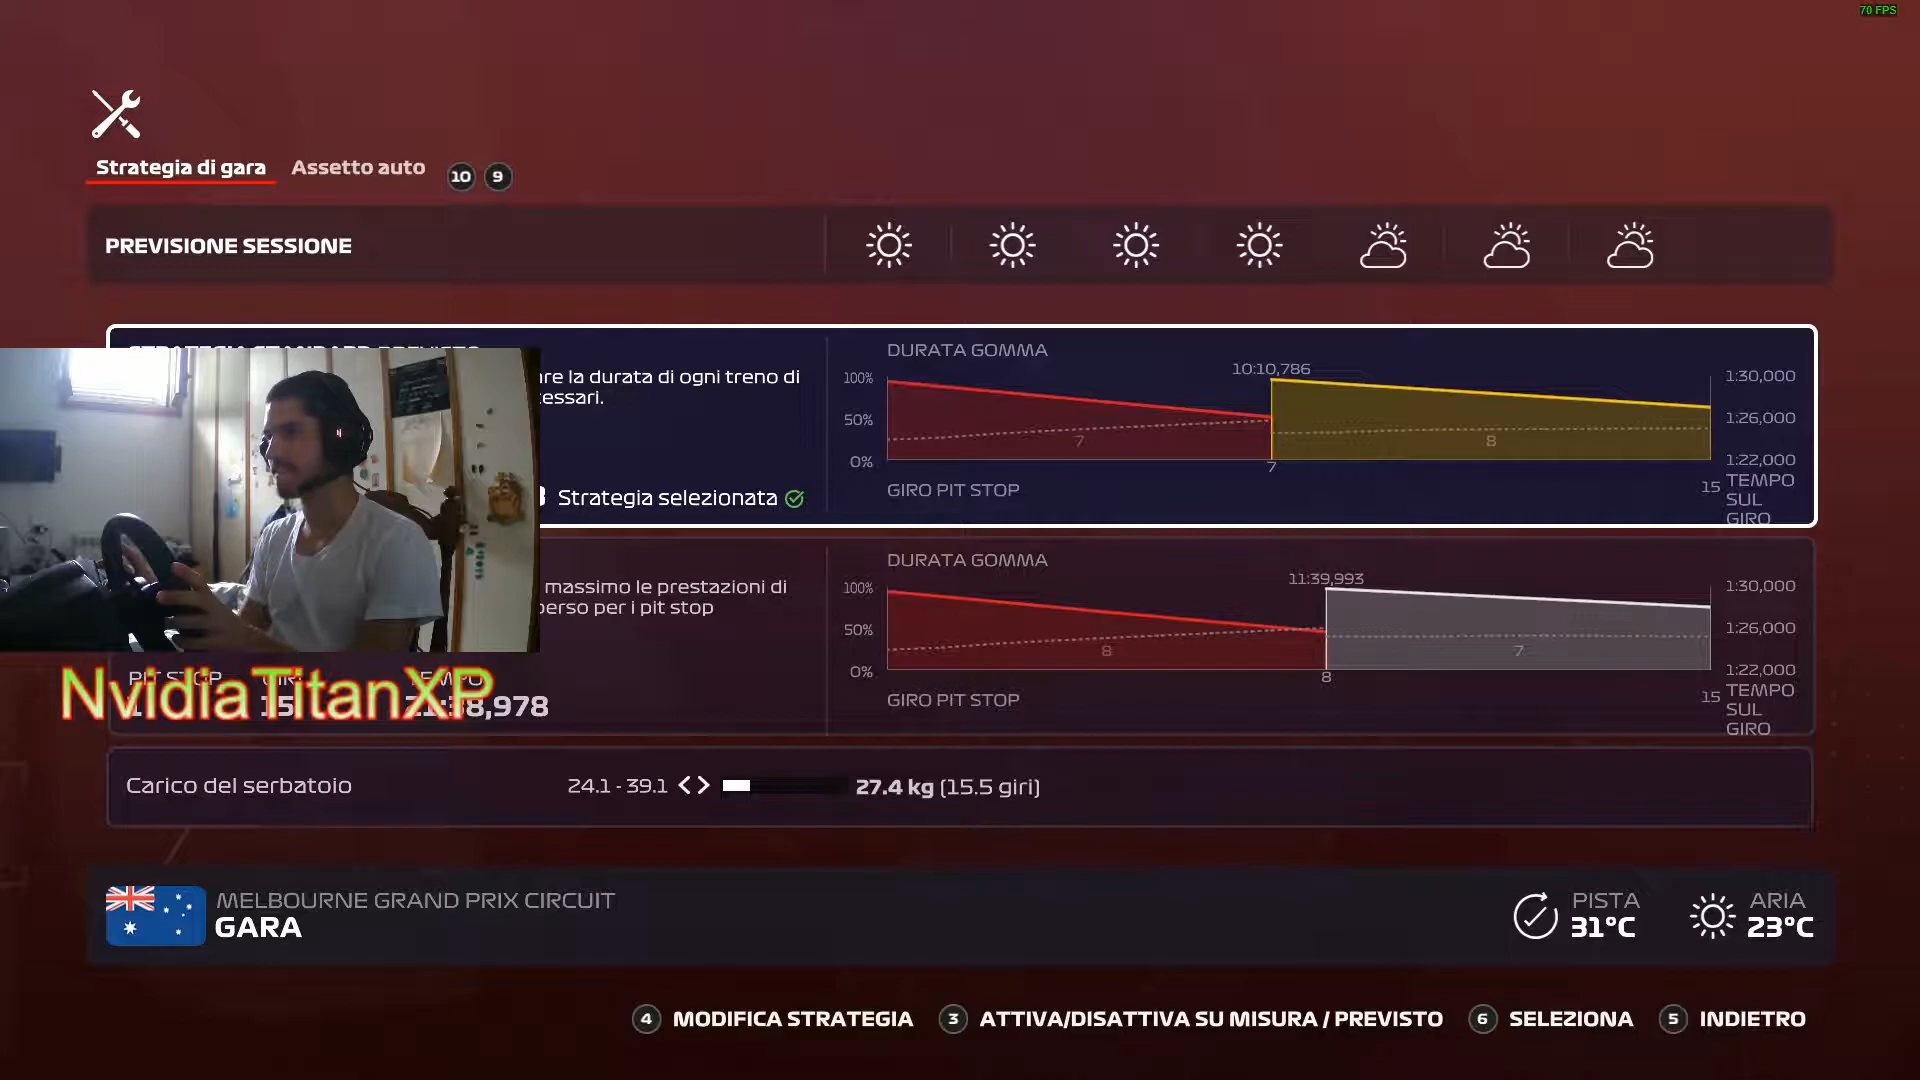 70 FPS
Strategia di gara Assetto auto 10 9
PREVISIONE SESSIONE
are la durata di ogni treno di
cessari.
Strategia selezionata
DURATA GOMMA
10:10,786
100%
50%
0%
7
8
7
15
GIRO PIT STOP
1:30,000
1:26,000
1:22,000
TEMPO
SUL
GIRO
massimo le prestazioni di
perso per i pit stop
DURATA GOMMA
11:39,993
100%
50%
0%
8
7
8
15
GIRO PIT STOP
1:30,000
1:26,000
1:22,000
TEMPO
SUL
GIRO
PIT STOP
NvidiaTitanXP
8,978
Carico del serbatoio 24.1 - 39.1 27.4 kg (15.5 giri)
MELBOURNE GRAND PRIX CIRCUIT
GARA
PISTA
31°C
ARIA
23°C
4 MODIFICA STRATEGIA 3 ATTIVA/DISATTIVA SU MISURA / PREVISTO 6 SELEZIONA 5 INDIETRO